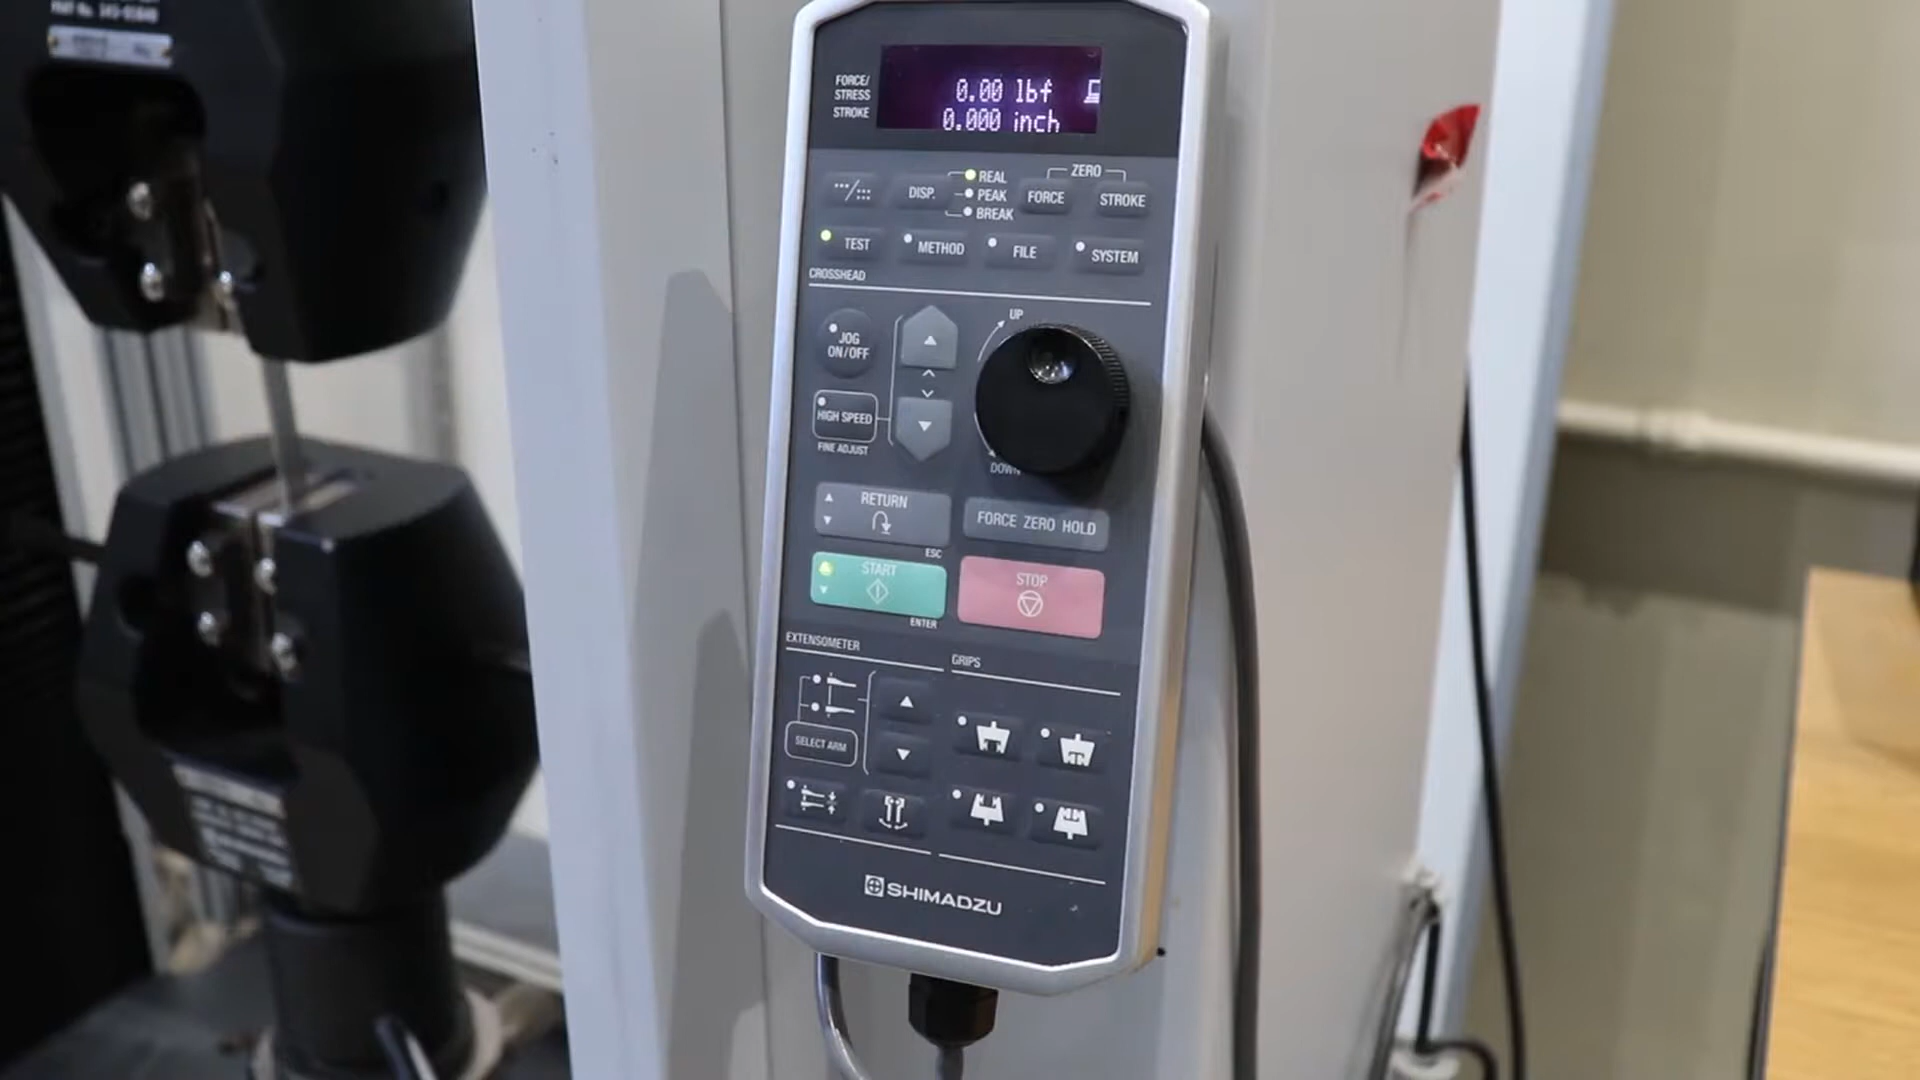 FORCE/
STRESS
STROKE
0.00 lbf
0.000 inch
DISP.
REAL
PEAK
BREAK
ZERO
FORCE
STROKE
TEST
METHOD
FILE
SYSTEM
CROSSHEAD
JOG
ON/OFF
UP
HIGH SPEED
FINE ADJUST
DOWN
RETURN
FORCE ZERO HOLD
ESC
START
STOP
ENTER
EXTENSOMETER
GRIPS
SELECT ARM
SHIMADZU